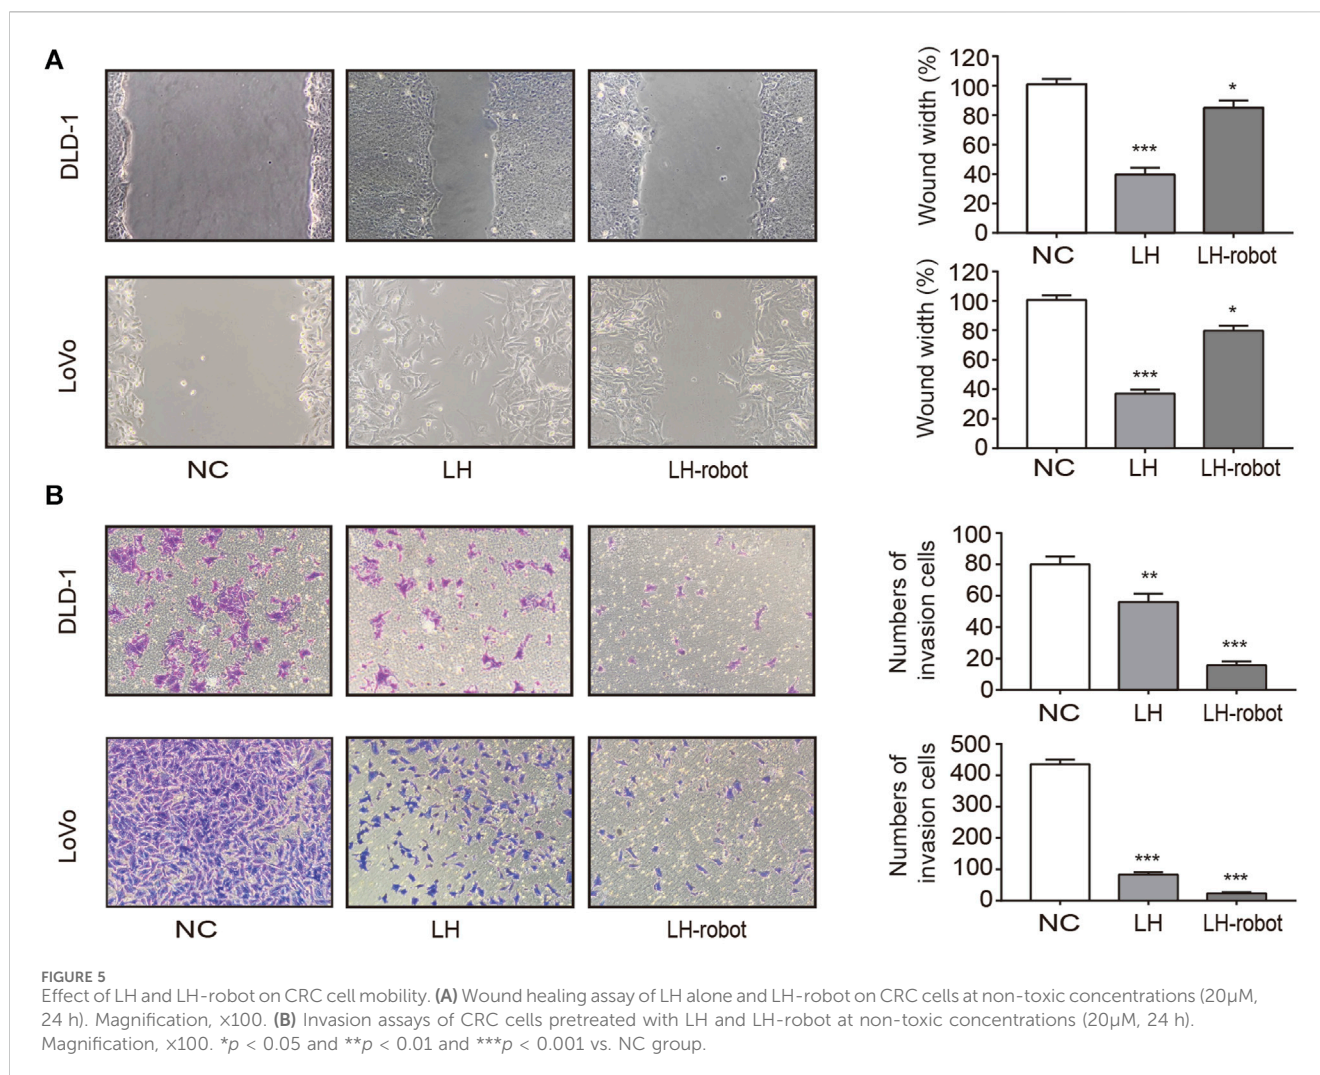 A
DLD-1
LoVo
NC LH LH-robot
Wound width (%)
120
100
80
60
40
20
0
***
*
NC LH LH-robot
Wound width (%)
120
100
80
60
40
20
0
***
*
NC LH LH-robot
B
DLD-1
LoVo
NC LH LH-robot
Numbers of
invasion cells
100
80
60
40
20
0
**
***
NC LH LH-robot
Numbers of
invasion cells
500
400
300
200
100
0
***
***
NC LH LH-robot
FIGURE 5
Effect of LH and LH-robot on CRC cell mobility. (A) Wound healing assay of LH alone and LH-robot on CRC cells at non-toxic concentrations (20μM,
24 h). Magnification, ×100. (B) Invasion assays of CRC cells pretreated with LH and LH-robot at non-toxic concentrations (20μM, 24 h).
Magnification, ×100. *p < 0.05 and **p < 0.01 and ***p < 0.001 vs. NC group.